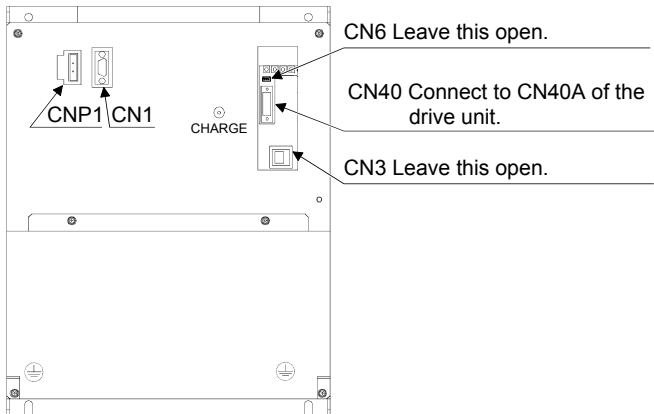 CN6 Leave this open.
CN40 Connect to CN40A of the
drive unit.
CNP1 CN1
CHARGE
CN3 Leave this open.